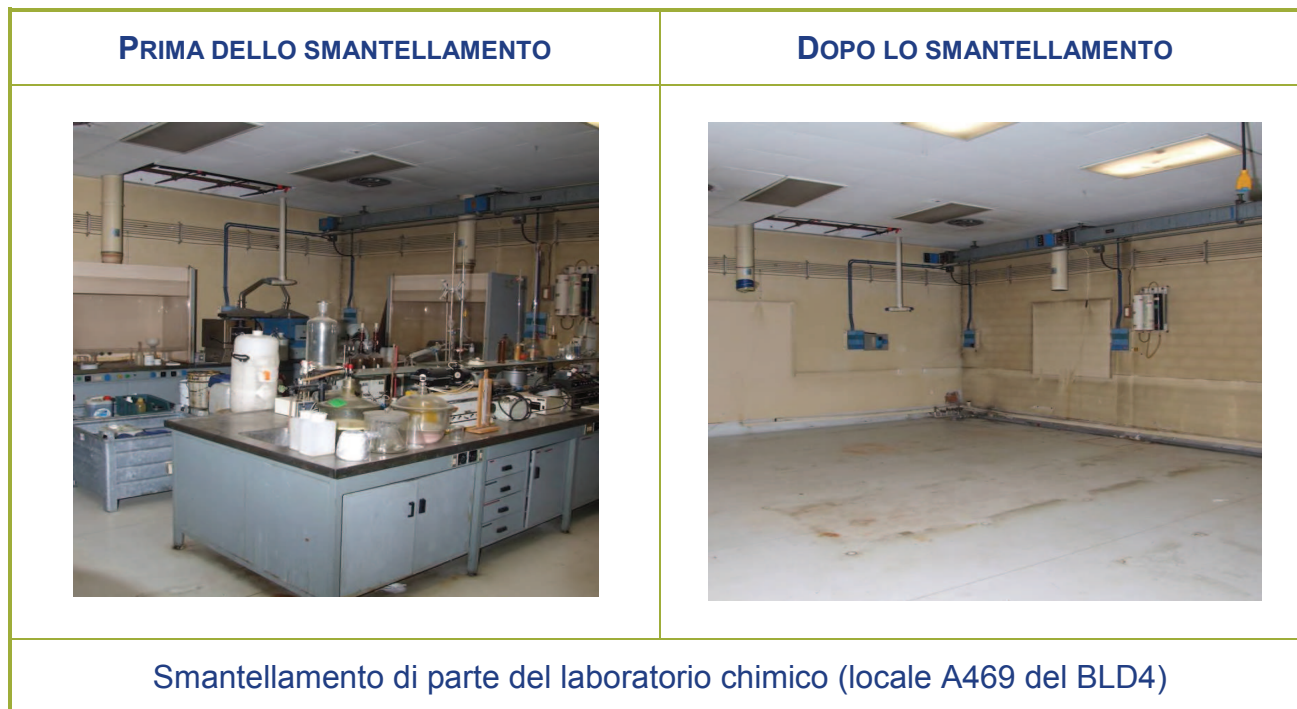 PRIMA DELLO SMANTELLAMENTO
DOPO LO SMANTELLAMENTO
Smantellamento di parte del laboratorio chimico (locale A469 del BLD4)